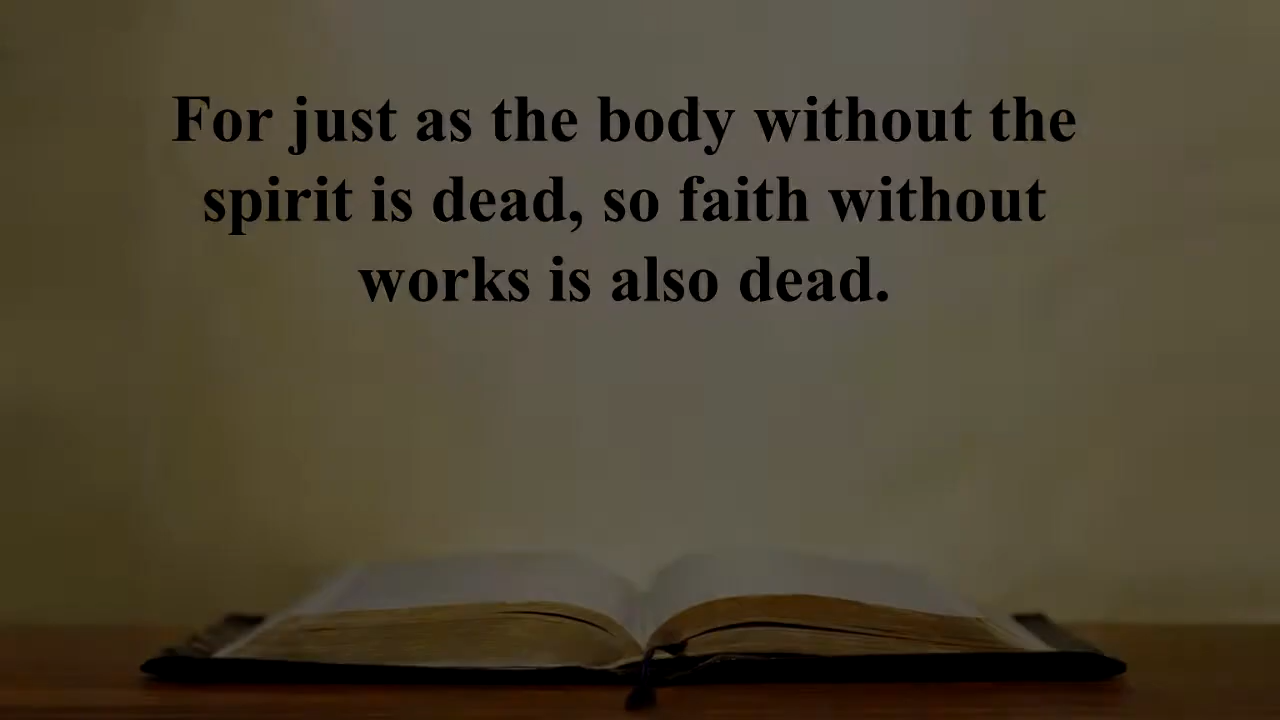 For just as the body without the
spirit is dead, so faith without
works is also dead.